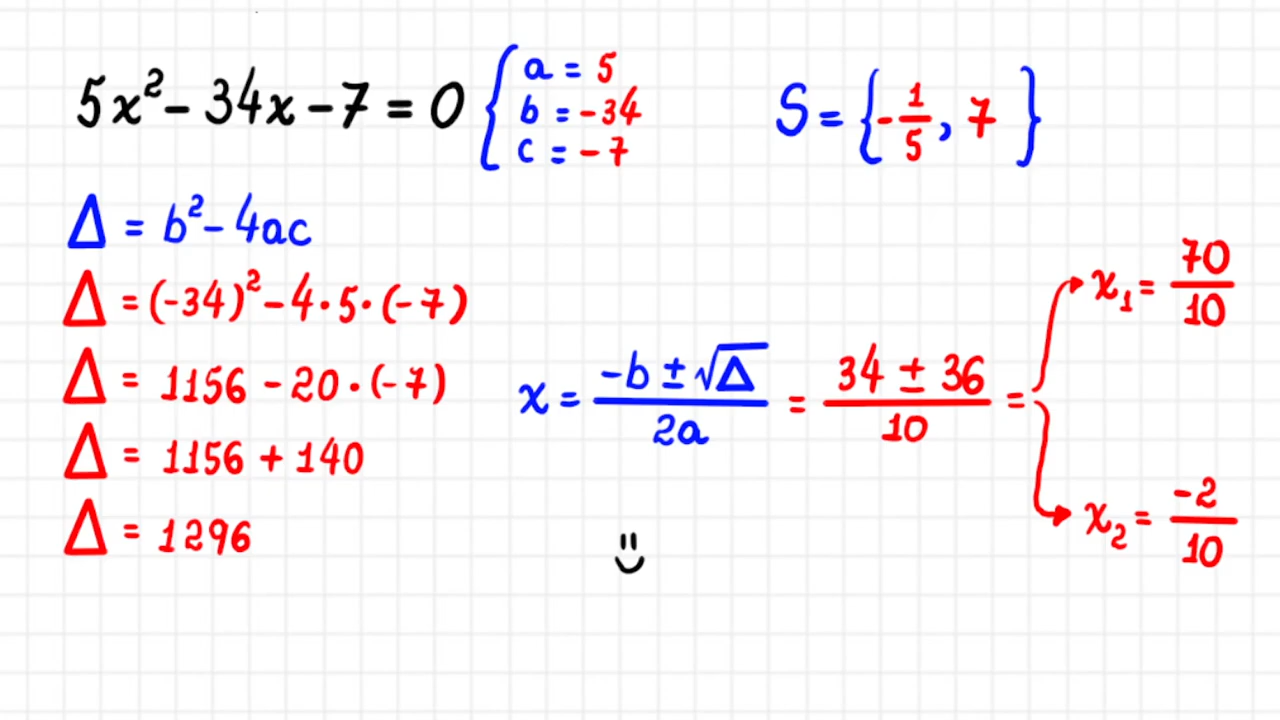 5x² - 34x - 7 = 0 { a = 5
b = -34
c = -7
S = { -1/5 , 7 }
Δ = b² - 4ac
Δ = (-34)² - 4 · 5 · (-7)
Δ = 1156 - 20 · (-7)
Δ = 1156 + 140
Δ = 1296
x = (-b ± √Δ)/2a = (34 ± 36)/10 =
x₁ = 70/10
x₂ = -2/10